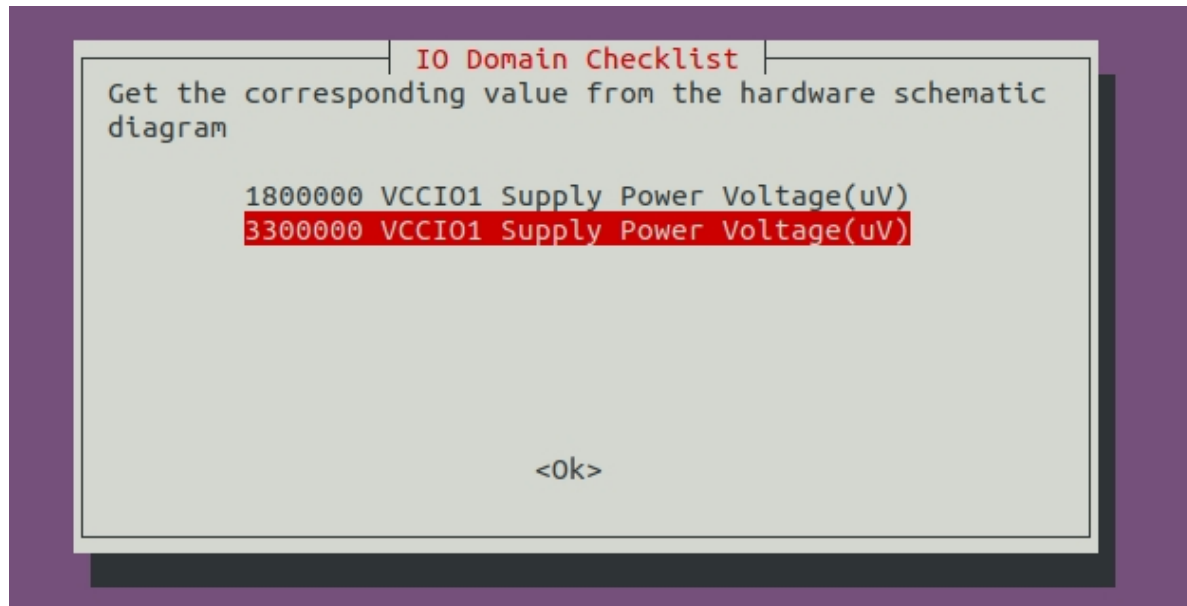 IO Domain Checklist
Get the corresponding value from the hardware schematic
diagram
1800000 VCCIO1 Supply Power Voltage(uV)
3300000 VCCIO1 Supply Power Voltage(uV)
<Ok>